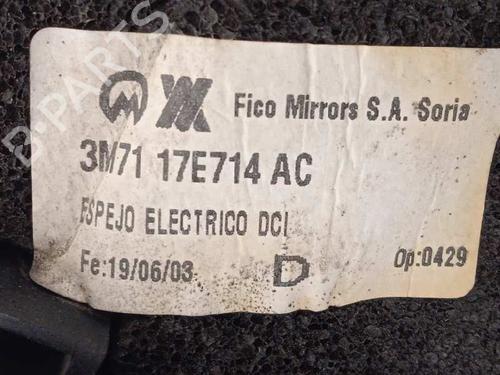 B-PARTS
Fico Mirrors S.A. Soria
3M71 17E714 AC
ESPEJO ELECTRICO DCI
Fe:19/06/03 D Op:0429